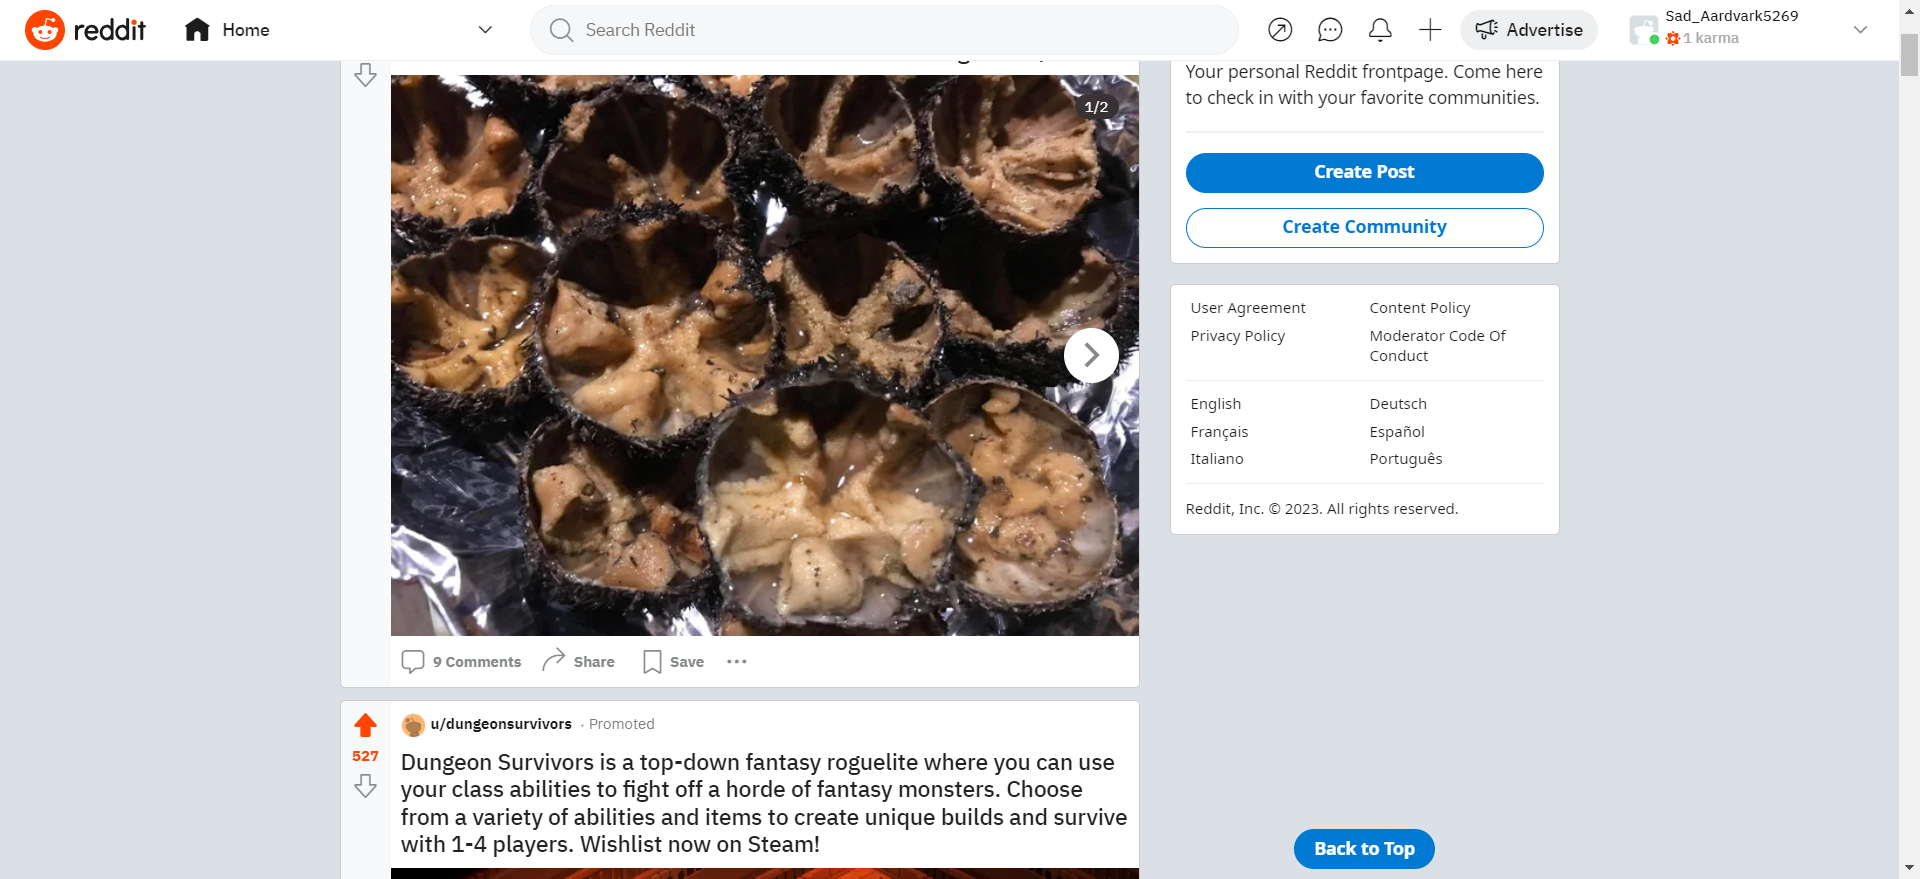 reddit
Home
Search Reddit
Advertise
Sad_Aardvark5269
1 karma
1/2
9 Comments
Share
Save
527
u/dungeonsurvivors · Promoted
Dungeon Survivors is a top-down fantasy roguelite where you can use
your class abilities to fight off a horde of fantasy monsters. Choose
from a variety of abilities and items to create unique builds and survive
with 1-4 players. Wishlist now on Steam!
Your personal Reddit frontpage. Come here
to check in with your favorite communities.
Create Post
Create Community
User Agreement
Content Policy
Privacy Policy
Moderator Code Of
Conduct
English
Deutsch
Français
Español
Italiano
Português
Reddit, Inc. © 2023. All rights reserved.
Back to Top